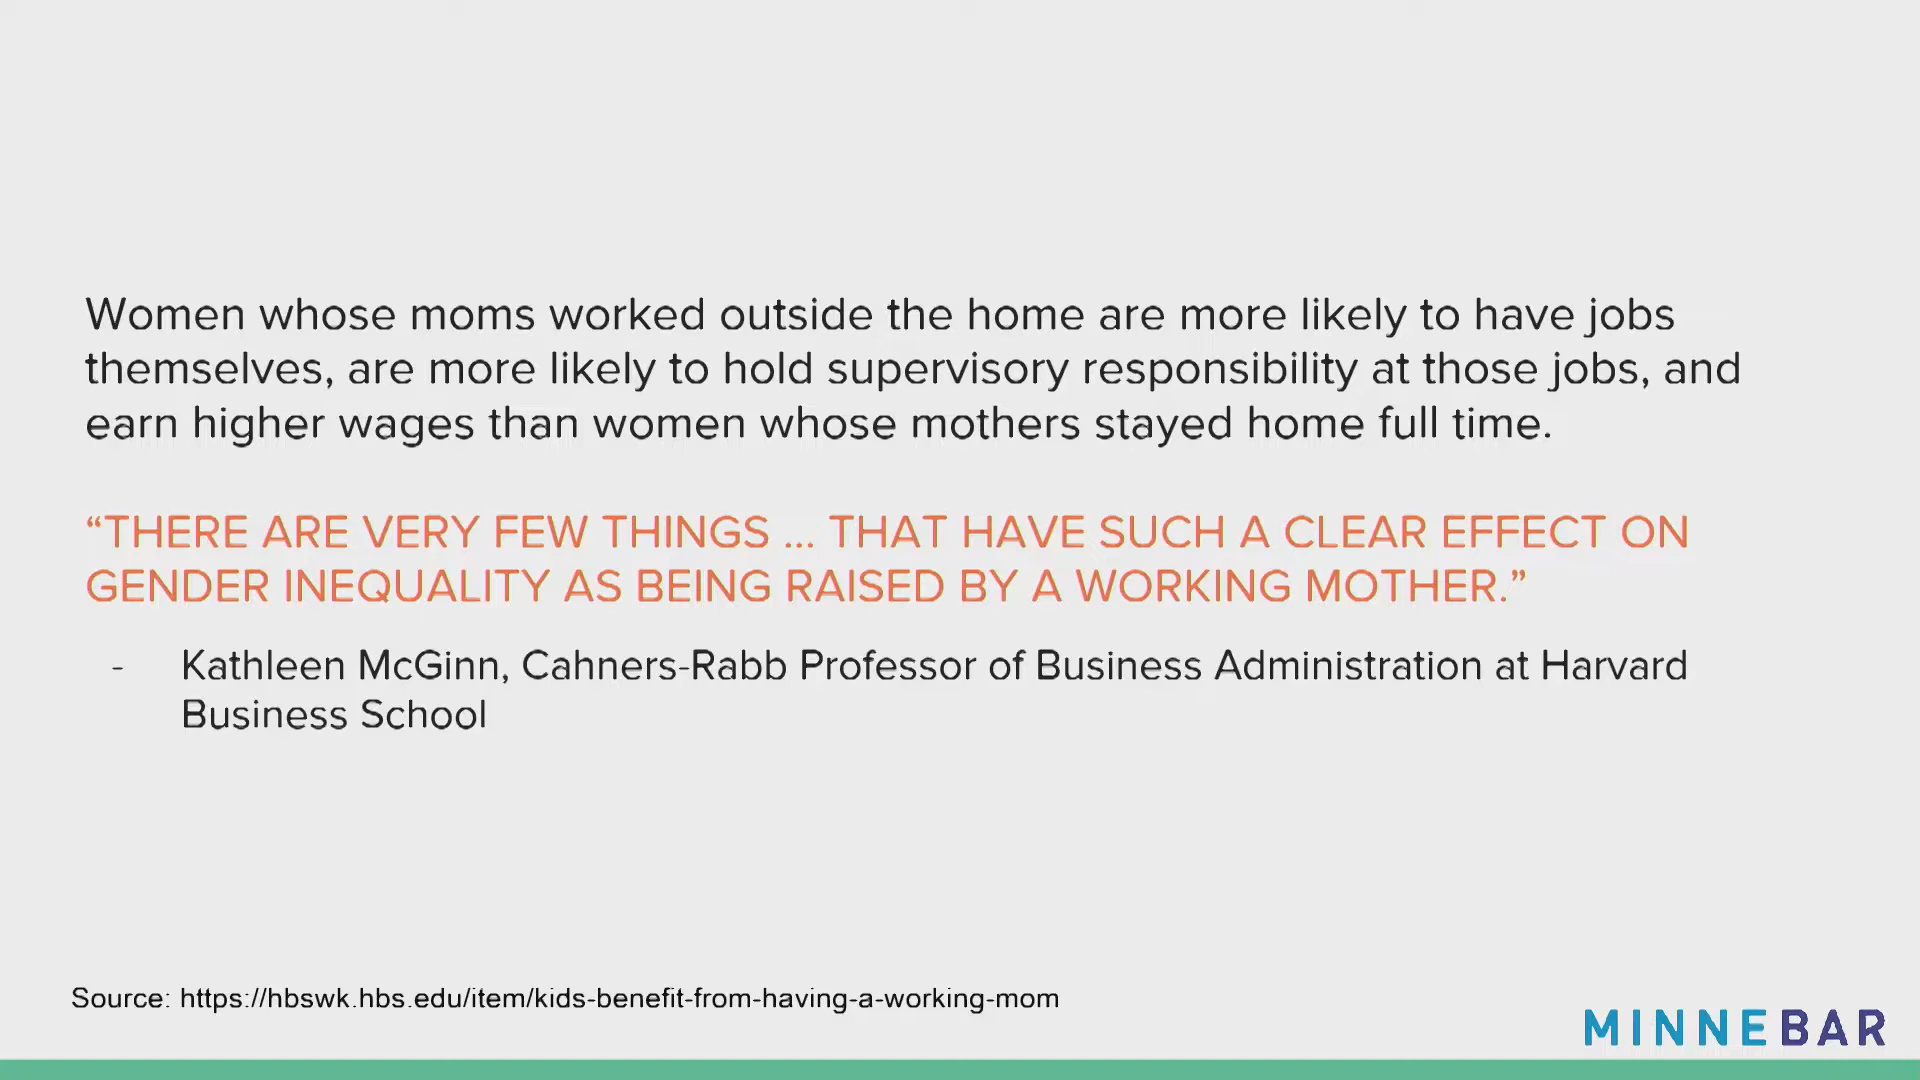 Women whose moms worked outside the home are more likely to have jobs
themselves, are more likely to hold supervisory responsibility at those jobs, and
earn higher wages than women whose mothers stayed home full time.
“THERE ARE VERY FEW THINGS ... THAT HAVE SUCH A CLEAR EFFECT ON
GENDER INEQUALITY AS BEING RAISED BY A WORKING MOTHER.”
- Kathleen McGinn, Cahners-Rabb Professor of Business Administration at Harvard
Business School
Source: https://hbswk.hbs.edu/item/kids-benefit-from-having-a-working-mom
MINNEBAR